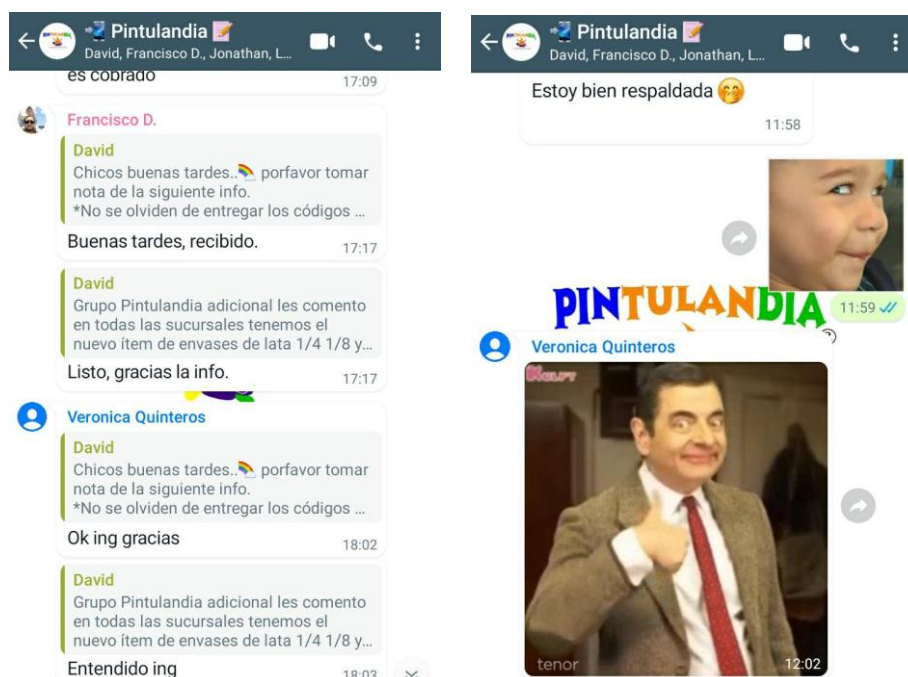 Pintulandia
David, Francisco D., Jonathan, L...
es cobrado
17:09
Francisco D.
David
Chicos buenas tardes.. porfavor tomar
nota de la siguiente info.
*No se olviden de entregar los códigos ...
Buenas tardes, recibido.
17:17
David
Grupo Pintulandia adicional les comento
en todas las sucursales tenemos el
nuevo ítem de envases de lata 1/4 1/8 y...
Listo, gracias la info.
17:17
Veronica Quinteros
David
Chicos buenas tardes.. porfavor tomar
nota de la siguiente info.
*No se olviden de entregar los códigos ...
Ok ing gracias
18:02
David
Grupo Pintulandia adicional les comento
en todas las sucursales tenemos el
nuevo ítem de envases de lata 1/4 1/8 y...
Entendido ing
18:03
Pintulandia
David, Francisco D., Jonathan, L...
Estoy bien respaldada
11:58
PINTULANDIA
11:59
Veronica Quinteros
KULFY
tenor
12:02